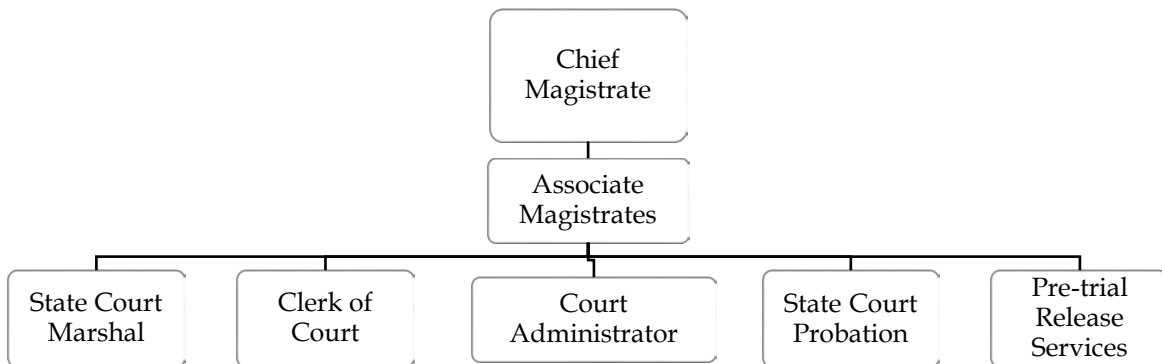 Chief
Magistrate
Associate
Magistrates
State Court
Marshal
Clerk of
Court
Court
Administrator
State Court
Probation
Pre-trial
Release
Services